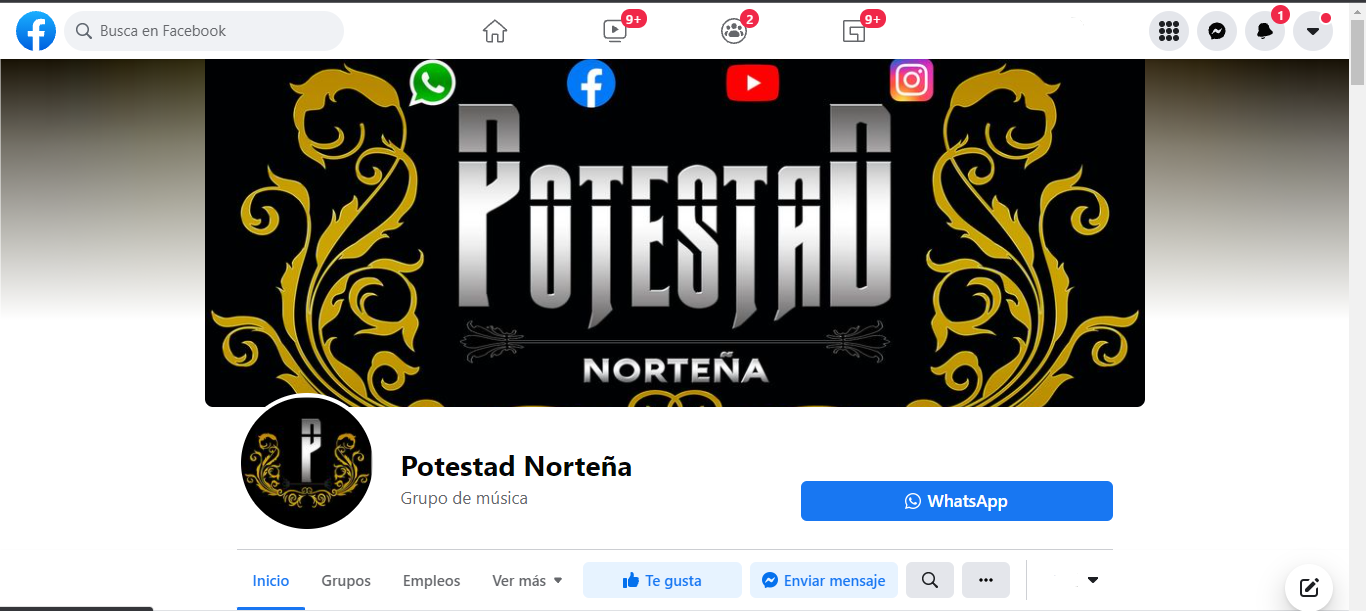 Busca en Facebook
9+
2
9+
1
POTESTAD
NORTEÑA
P
Potestad Norteña
Grupo de música
WhatsApp
Inicio
Grupos
Empleos
Ver más
Te gusta
Enviar mensaje